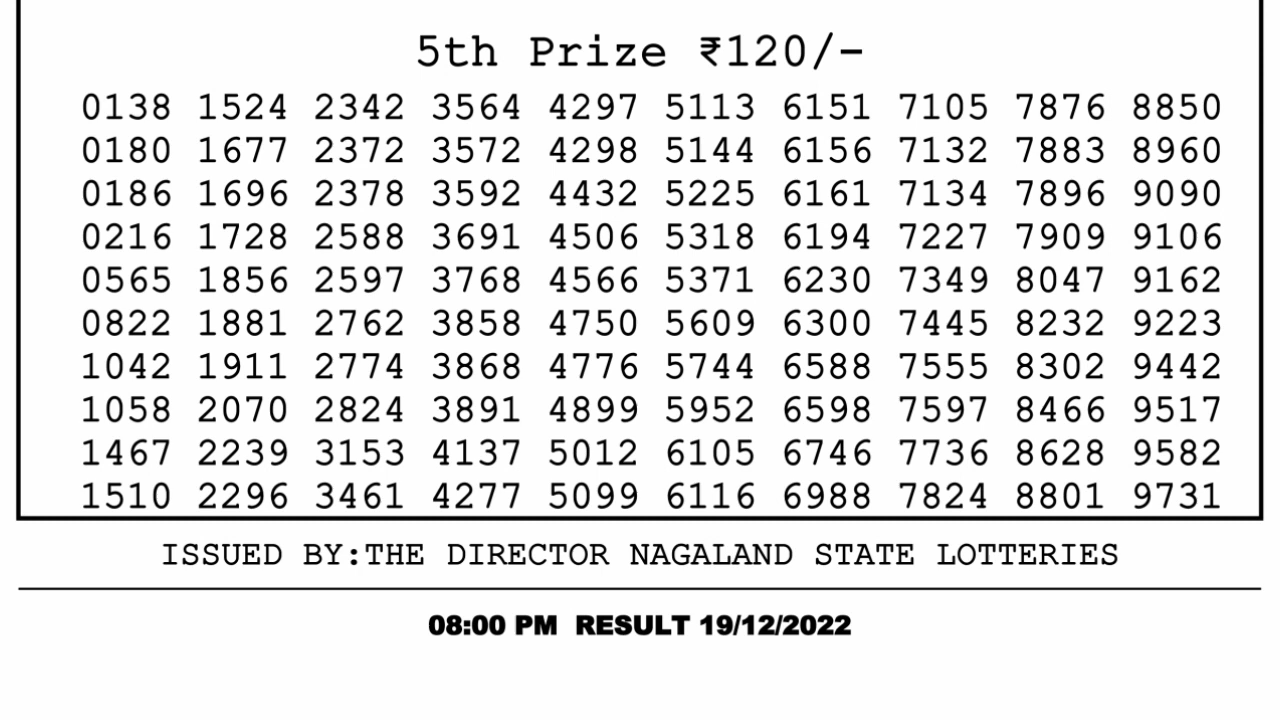 5th Prize ₹120/-
0138 1524 2342 3564 4297 5113 6151 7105 7876 8850
0180 1677 2372 3572 4298 5144 6156 7132 7883 8960
0186 1696 2378 3592 4432 5225 6161 7134 7896 9090
0216 1728 2588 3691 4506 5318 6194 7227 7909 9106
0565 1856 2597 3768 4566 5371 6230 7349 8047 9162
0822 1881 2762 3858 4750 5609 6300 7445 8232 9223
1042 1911 2774 3868 4776 5744 6588 7555 8302 9442
1058 2070 2824 3891 4899 5952 6598 7597 8466 9517
1467 2239 3153 4137 5012 6105 6746 7736 8628 9582
1510 2296 3461 4277 5099 6116 6988 7824 8801 9731
ISSUED BY:THE DIRECTOR NAGALAND STATE LOTTERIES
08:00 PM RESULT 19/12/2022